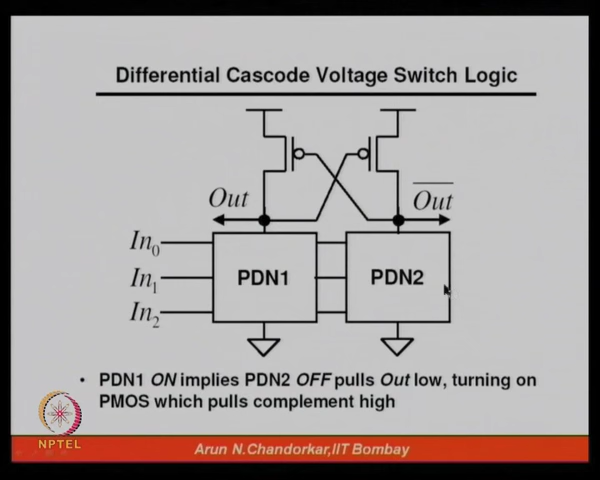 Differential Cascode Voltage Switch Logic
Out
Out
In0
In1
In2
PDN1
PDN2
• PDN1 ON implies PDN2 OFF pulls Out low, turning on
PMOS which pulls complement high
NPTEL
Arun N.Chandorkar,IIT Bombay